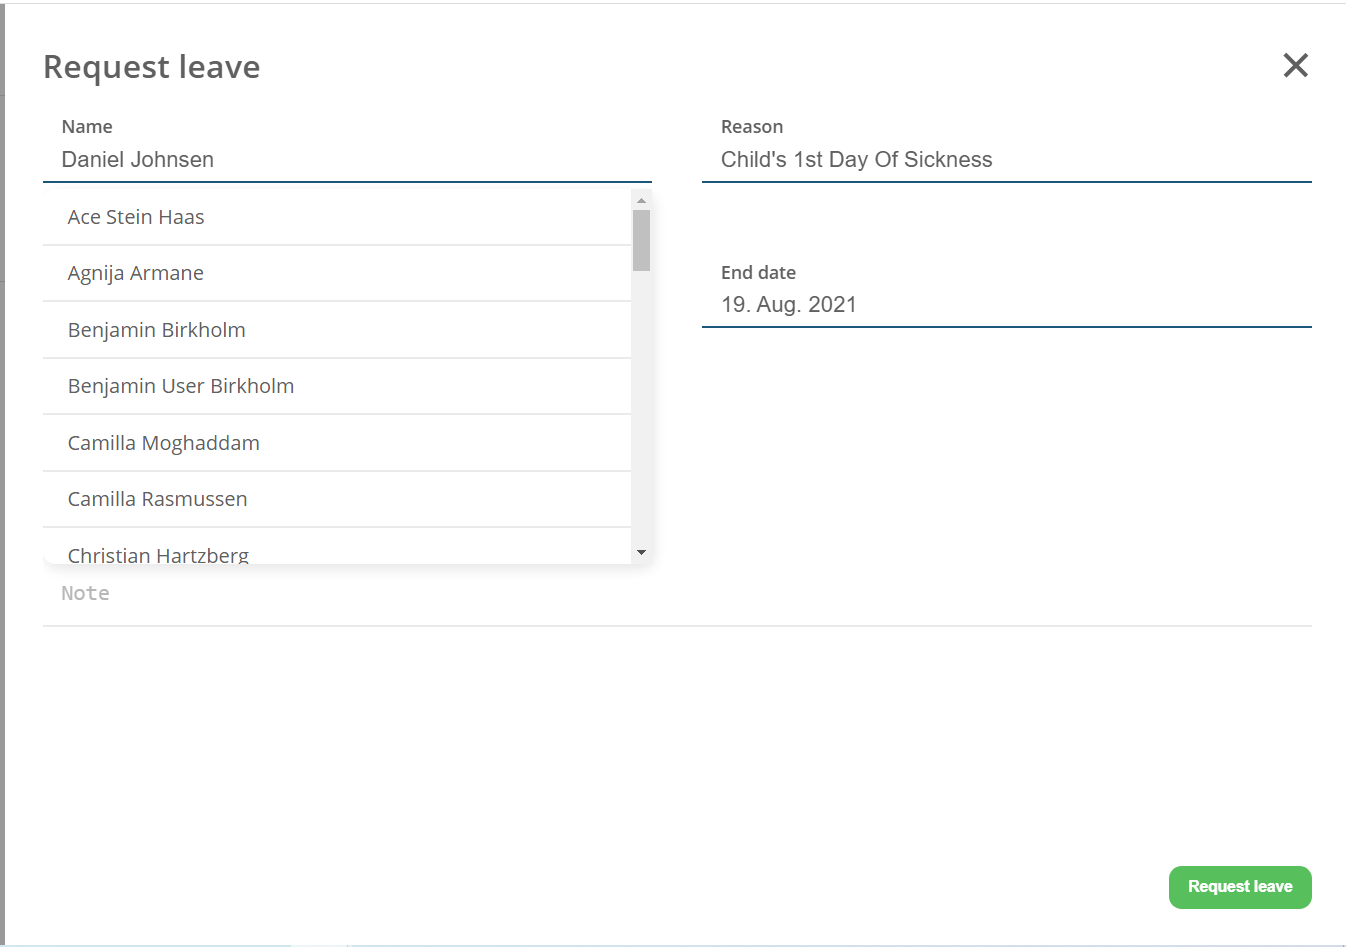 Request leave
Name
Daniel Johnsen
Reason
Child's 1st Day Of Sickness
Ace Stein Haas
Agnija Armane
Benjamin Birkholm
Benjamin User Birkholm
Camilla Moghaddam
Camilla Rasmussen
Christian Hartzberg
End date
19. Aug. 2021
Note
Request leave